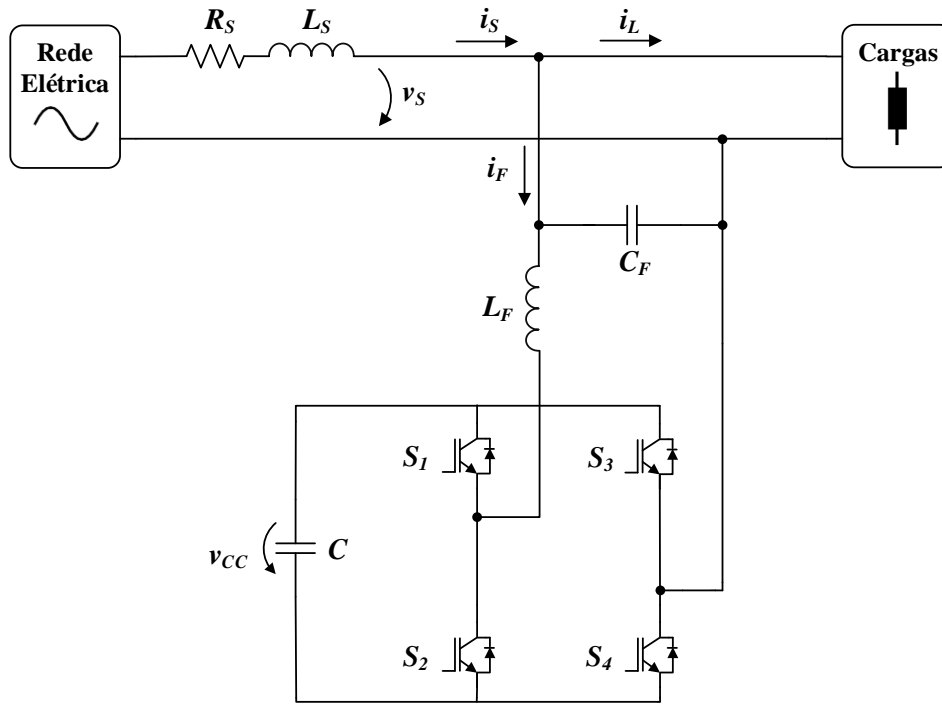 Rede
Elétrica
R_S
L_S
i_S
i_L
Cargas
v_S
i_F
C_F
L_F
S_1
S_3
v_CC
C
S_2
S_4